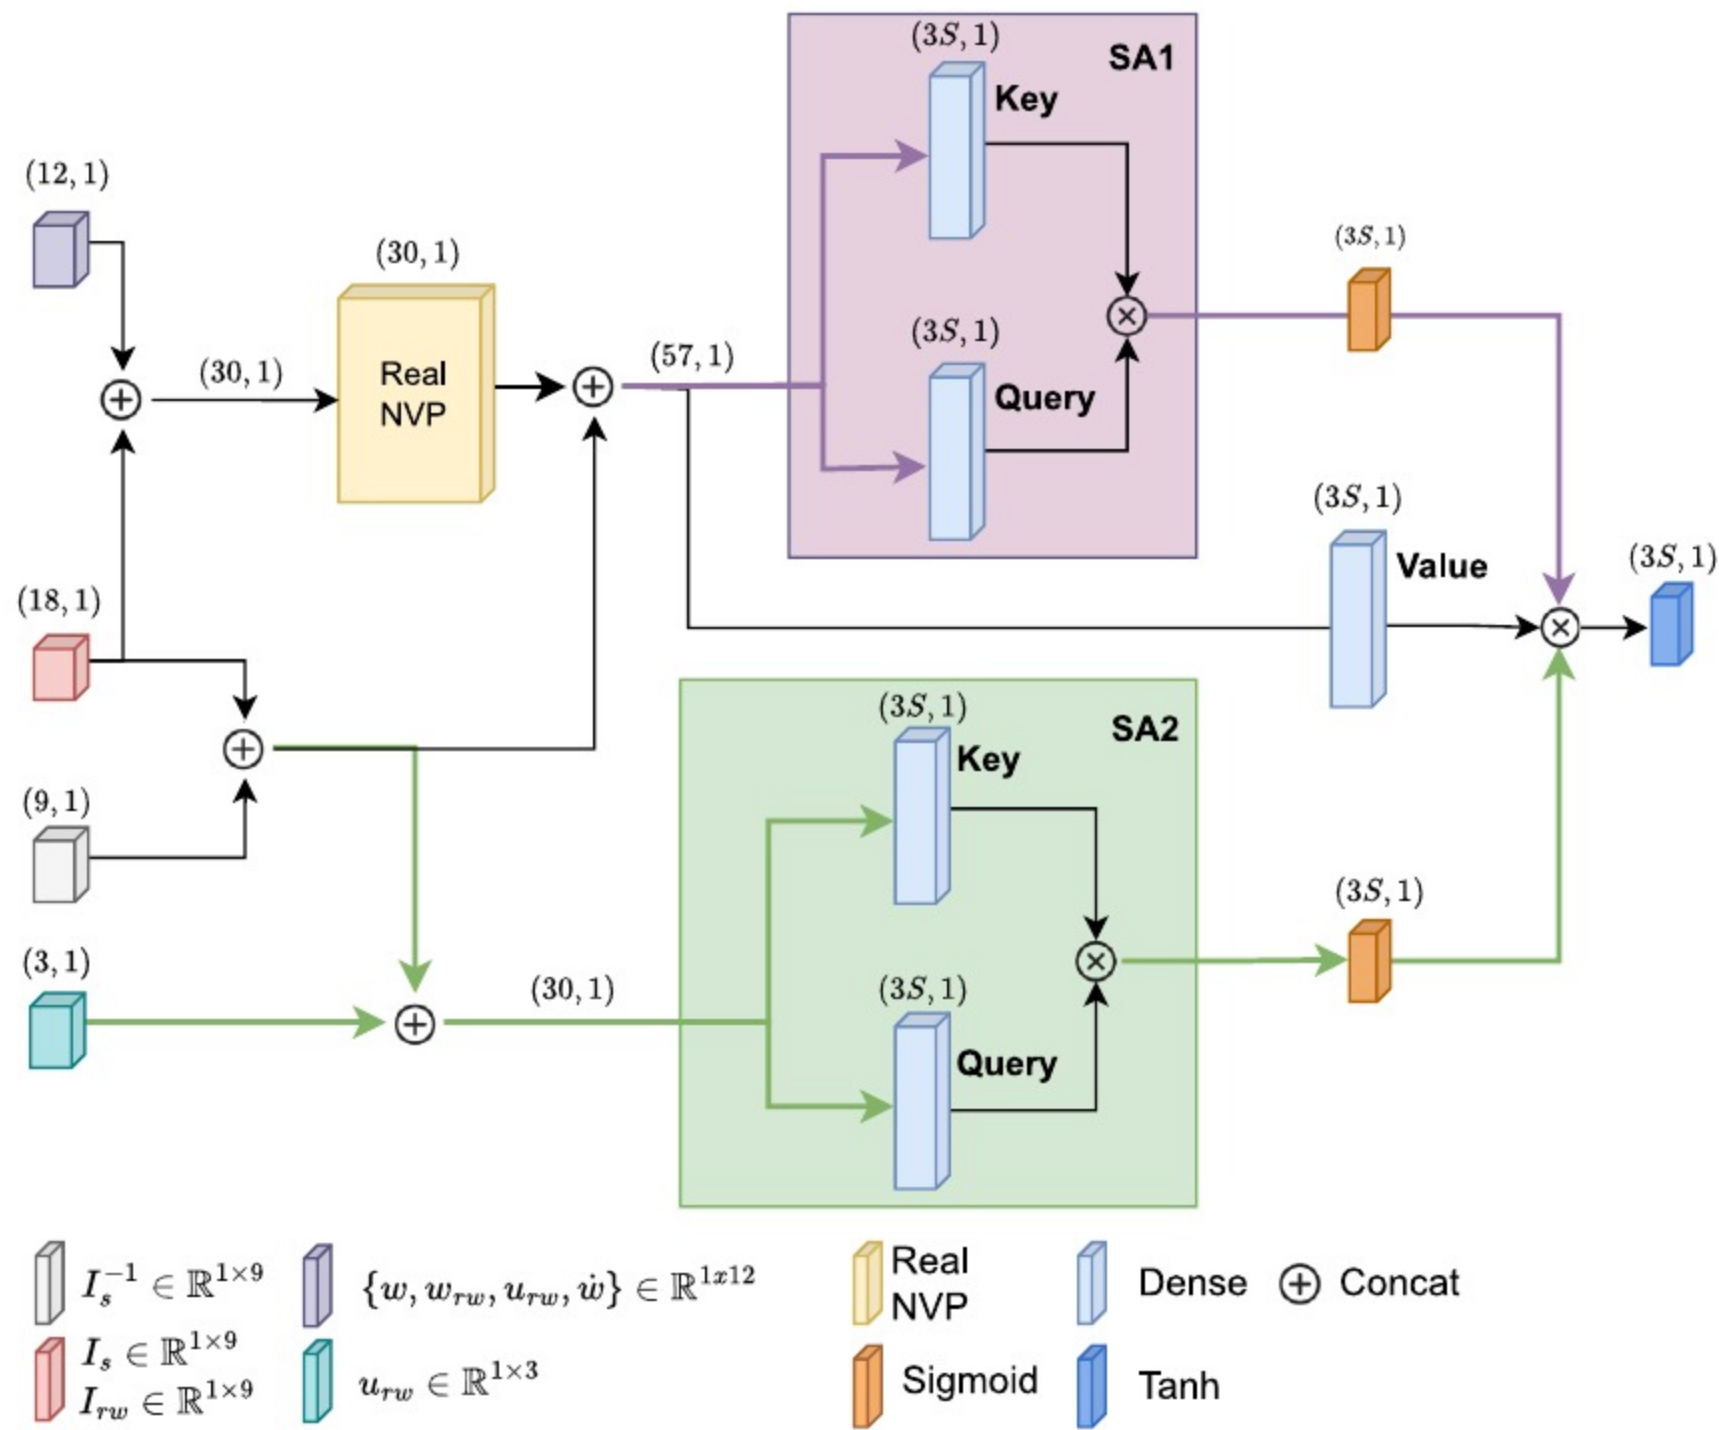 (3S, 1)
SA1
Key
(12, 1)
(3S, 1)
(30, 1)
(3S, 1)
(57, 1)
(30, 1)
Real
NVP
Query
(3S, 1)
Value
(3S, 1)
(18, 1)
(3S, 1)
SA2
Key
(9, 1)
(3S, 1)
(3, 1)
(30, 1)
(3S, 1)
Query
I_s^{-1} ∈ ℝ^{1×9}
{w, w_{rw}, u_{rw}, ẇ} ∈ ℝ^{1x12}
Real
NVP
Dense
Concat
I_s ∈ ℝ^{1×9}
I_{rw} ∈ ℝ^{1×9}
u_{rw} ∈ ℝ^{1×3}
Sigmoid
Tanh